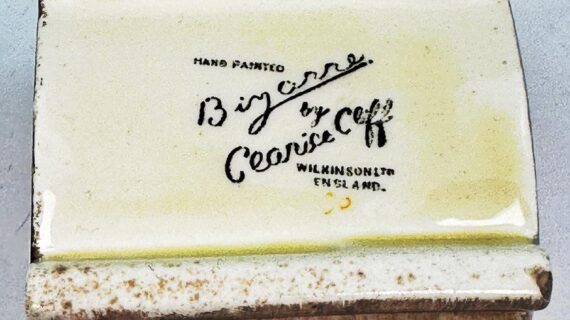 HAND PAINTED
Bizarre.
by
Clarice Cliff
WILKINSON LTD
ENGLAND.